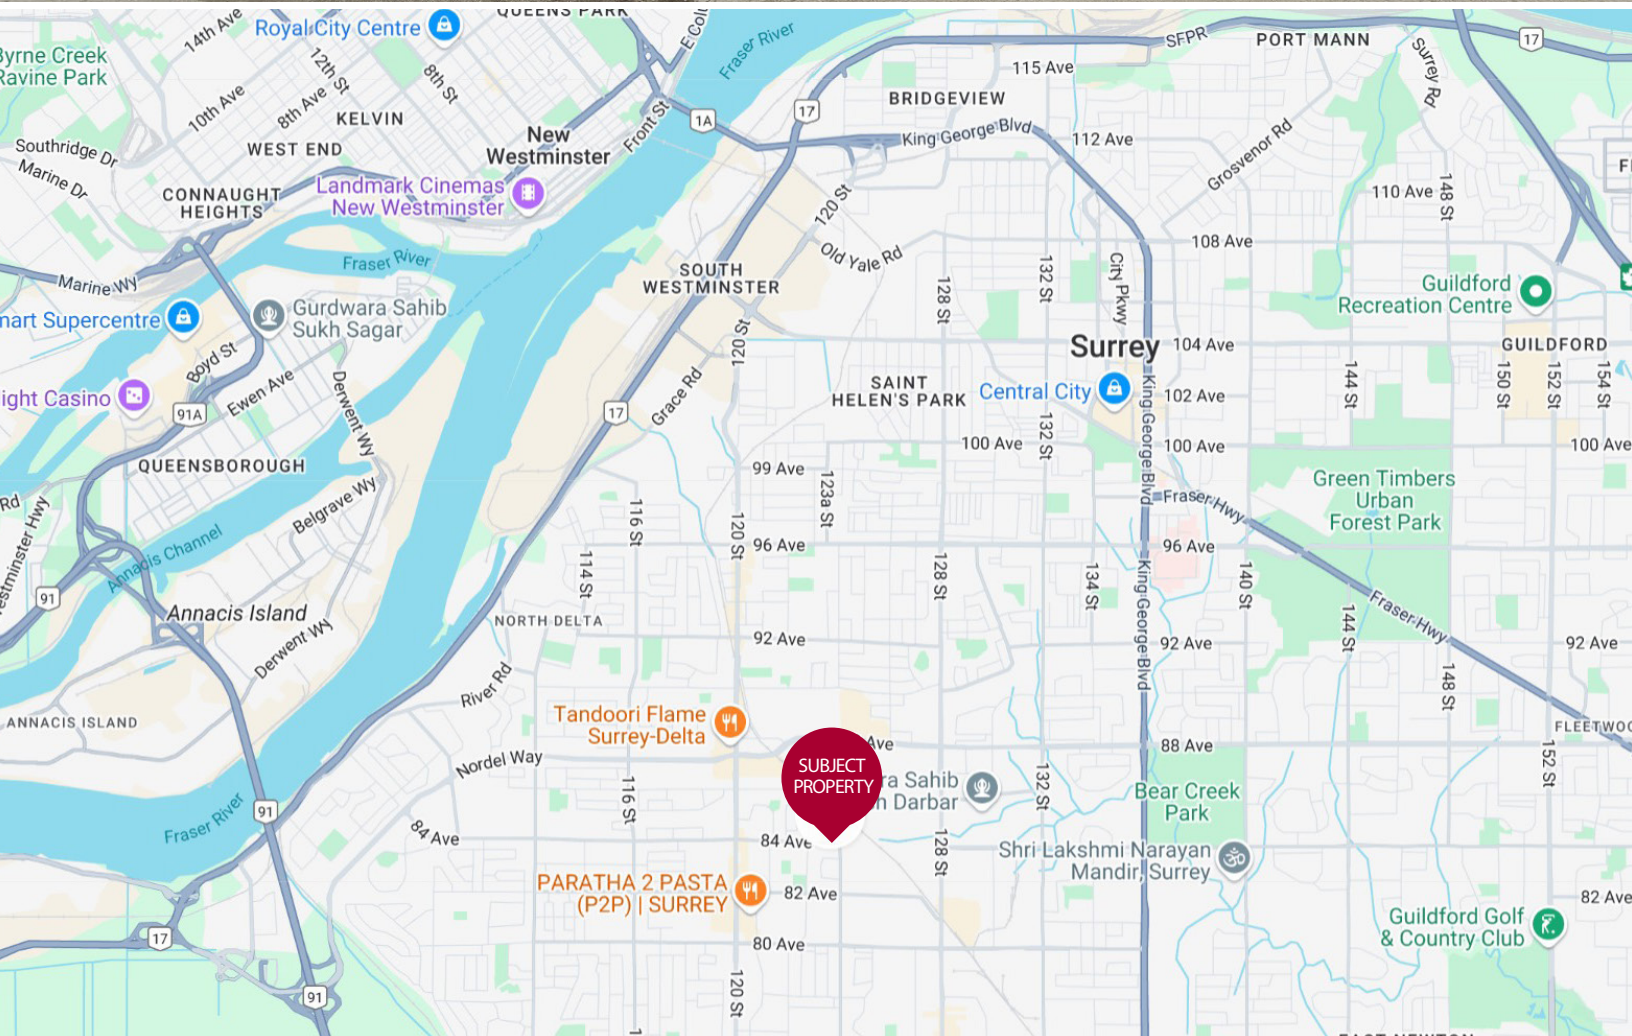 QUEENS PARK
Royal City Centre
14th Ave
12th St
8th St
10th Ave
8th Ave
E Col
Fraser River
SFPR
PORT MANN
17
Surrey Rd
Byrne Creek
Ravine Park
115 Ave
BRIDGEVIEW
KELVIN
17
1A
King George Blvd
112 Ave
Front St
New
Westminster
WEST END
Southridge Dr
Marine Dr
Grosvenor Rd
CONNAUGHT
HEIGHTS
Landmark Cinemas
New Westminster
120 St
110 Ave
148 St
Old Yale Rd
108 Ave
Fraser River
Marine Wy
SOUTH
WESTMINSTER
128 St
132 St
City Pkwy
Guildford
Recreation Centre
mart Supercentre
Gurdwara Sahib
Sukh Sagar
120 St
Surrey
104 Ave
GUILDFORD
Boyd St
Ewen Ave
Derwent Wy
Grace Rd
SAINT
HELEN'S PARK
Central City
King George Blvd
102 Ave
144 St
150 St
152 St
154 St
ight Casino
91A
17
132 St
100 Ave
100 Ave
100 Ave
QUEENSBOROUGH
99 Ave
123a St
Green Timbers
Urban
Forest Park
Rd
Belgrave Wy
116 St
120 St
Fraser Hwy
estminster Hwy
Annacis Channel
96 Ave
96 Ave
91
114 St
128 St
134 St
King George Blvd
140 St
Annacis Island
NORTH DELTA
Fraser Hwy
144 St
92 Ave
92 Ave
92 Ave
Derwent Wy
River Rd
148 St
ANNACIS ISLAND
Tandoori Flame
Surrey-Delta
FLEETWOO
Ave
88 Ave
152 St
Nordel Way
SUBJECT
PROPERTY
ra Sahib
n Darbar
132 St
Bear Creek
Park
116 St
91
Fraser River
84 Ave
84 Ave
128 St
Shri Lakshmi Narayan
Mandir, Surrey
PARATHA 2 PASTA
(P2P) | SURREY
82 Ave
82 Ave
Guildford Golf
& Country Club
17
80 Ave
91
120 St